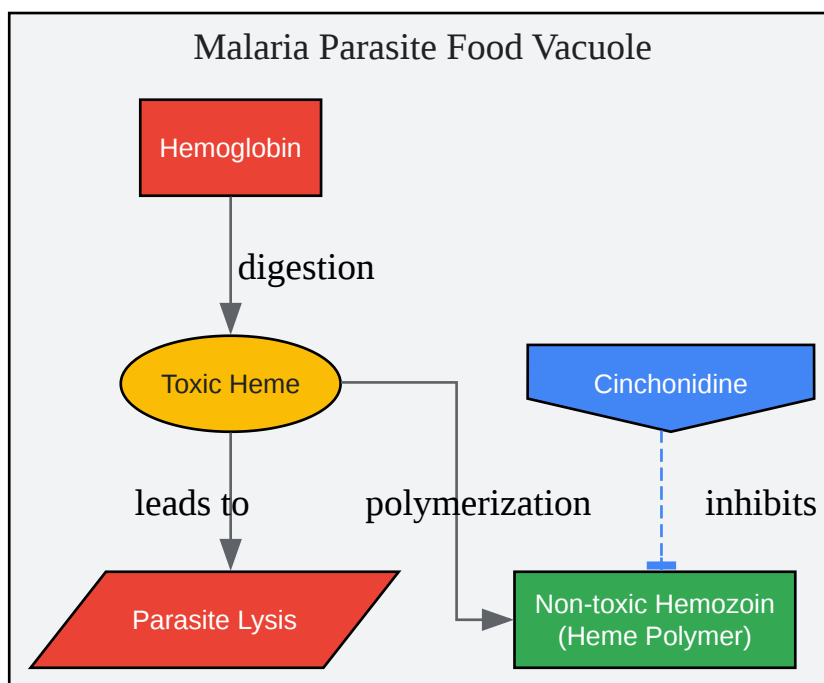 Malaria Parasite Food Vacuole
Hemoglobin
digestion
Toxic Heme
Cinchonidine
leads to
polymerization
inhibits
Parasite Lysis
Non-toxic Hemozoin
(Heme Polymer)